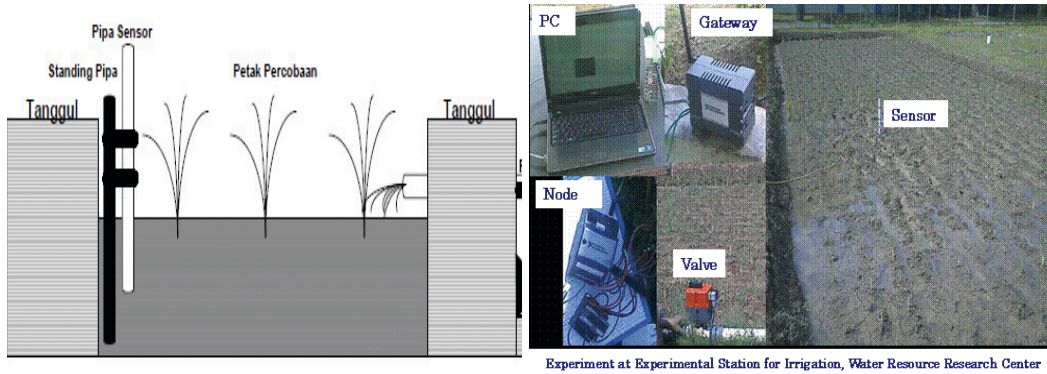 Pipa Sensor
Standing Pipa
Petak Percobaan
Tanggul
Tanggul
PC
Gateway
Sensor
Node
Valve
Experiment at Experimental Station for Irrigation, Water Resource Research Center